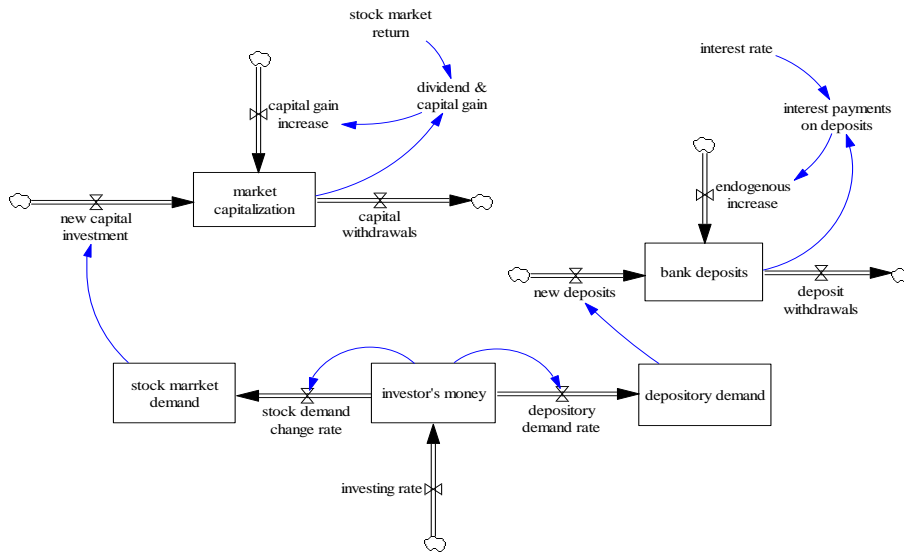 stock market
return
interest rate
dividend &
capital gain
capital gain
increase
interest payments
on deposits
market
capitalization
endogenous
increase
new capital
investment
capital
withdrawals
bank deposits
new deposits
deposit
withdrawals
stock marrket
demand
investor's money
depository demand
stock demand
change rate
depository
demand rate
investing rate